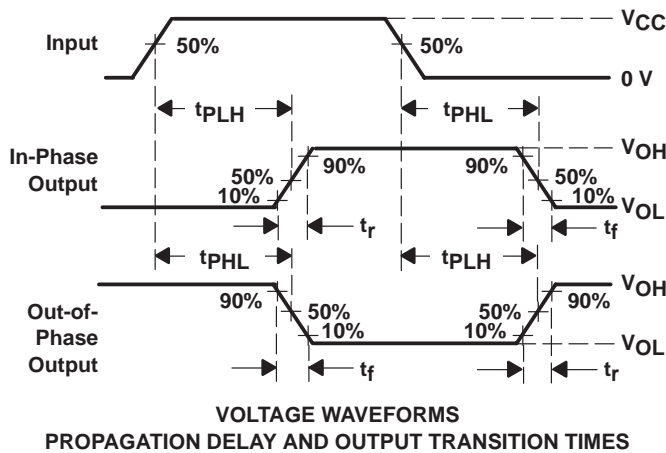 Input
50%
50%
VCC
0 V
tPLH
tPHL
In-Phase
Output
50%
10%
90%
90%
50%
10%
VOH
VOL
tr
tf
tPHL
tPLH
Out-of-
Phase
Output
90%
50%
10%
50%
10%
90%
VOH
VOL
tf
tr
VOLTAGE WAVEFORMS
PROPAGATION DELAY AND OUTPUT TRANSITION TIMES